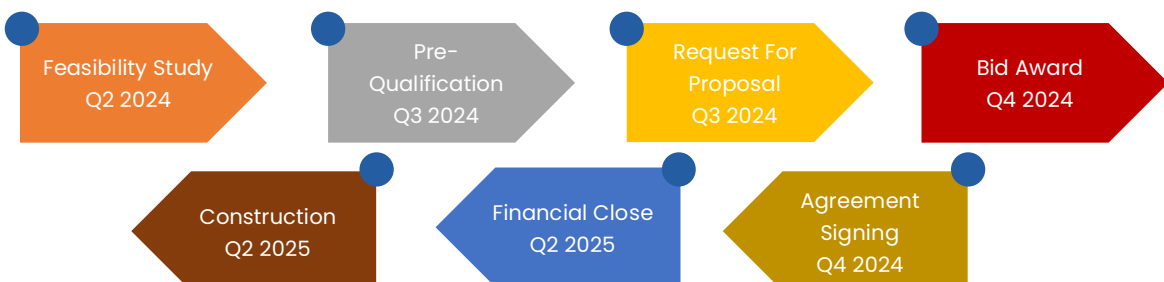 Feasibility Study
Q2 2024
Pre-
Qualification
Q3 2024
Request For
Proposal
Q3 2024
Bid Award
Q4 2024
Agreement
Signing
Q4 2024
Financial Close
Q2 2025
Construction
Q2 2025